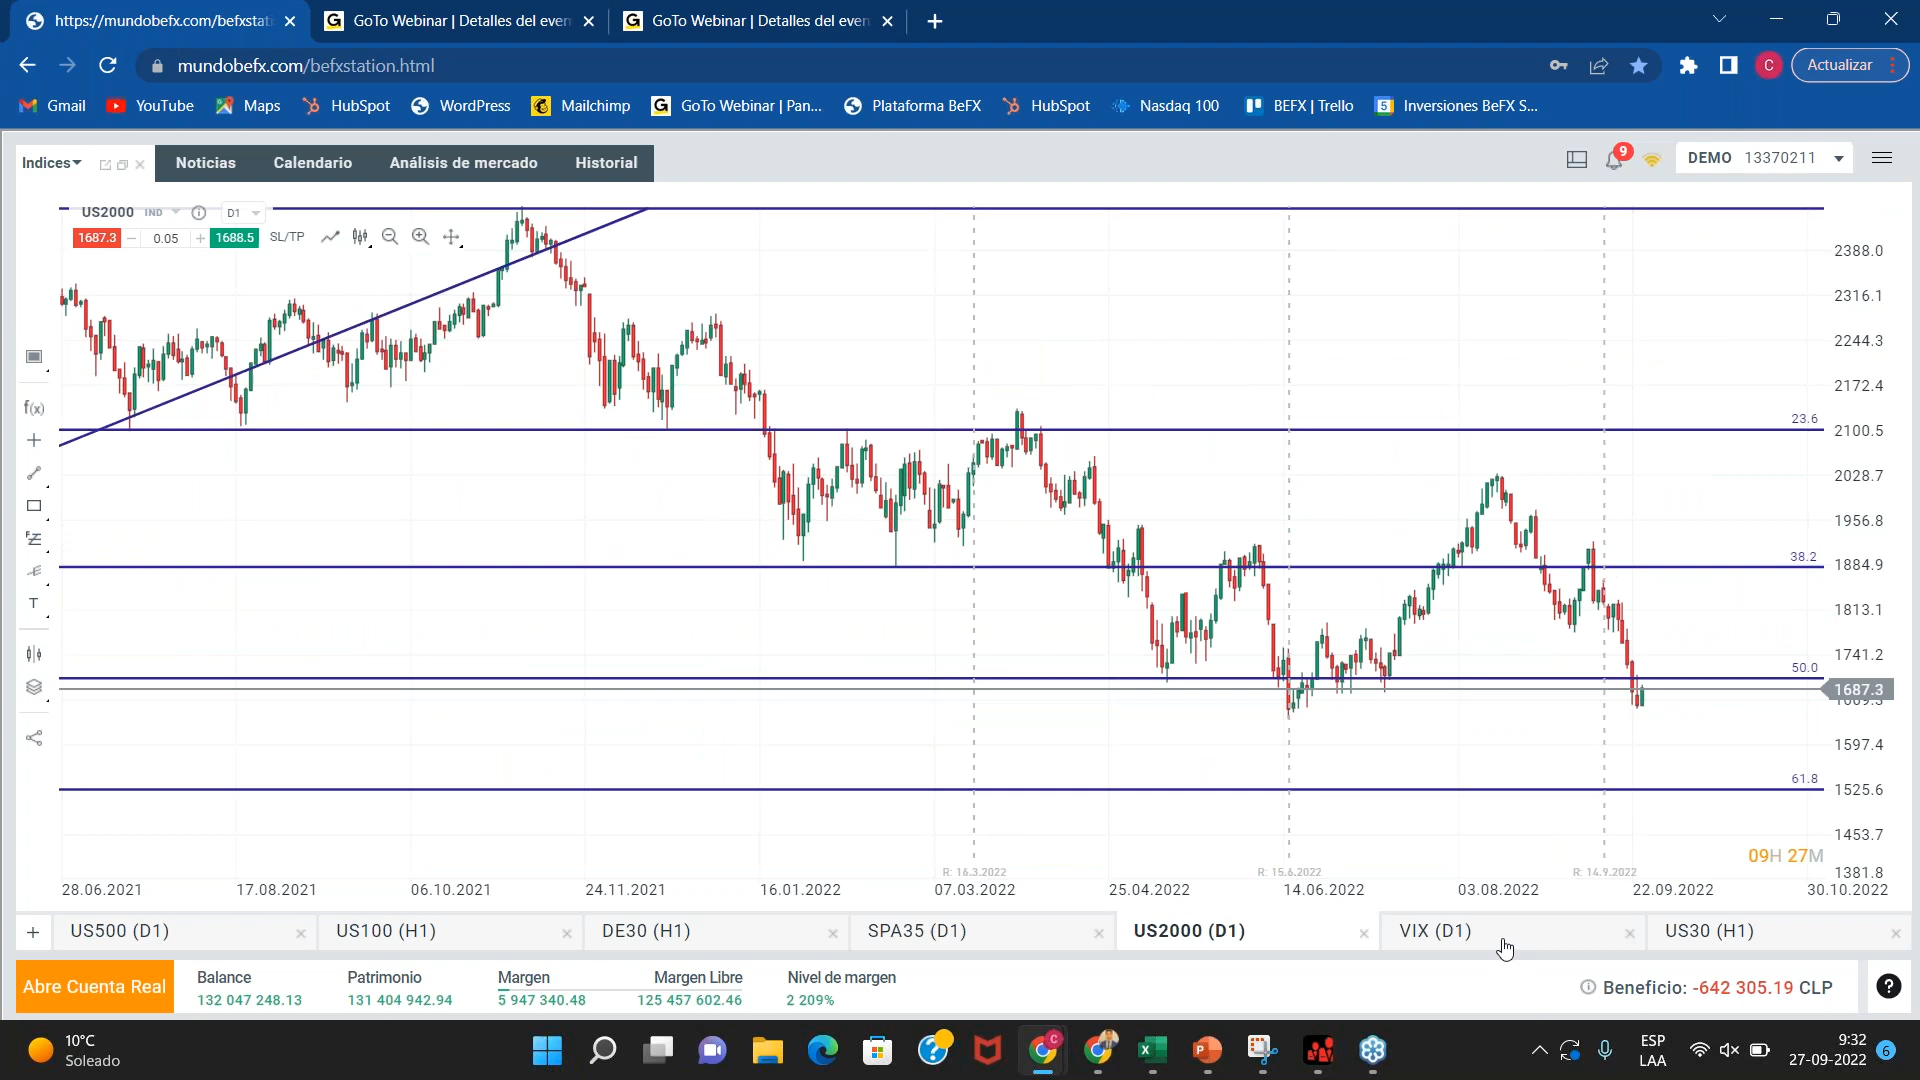 https://mundobefx.com/befxstati
GoTo Webinar | Detalles del even
GoTo Webinar | Detalles del even
mundobefx.com/befxstation.html
C
Actualizar
Gmail
YouTube
Maps
HubSpot
WordPress
Mailchimp
GoTo Webinar | Pan...
Plataforma BeFX
HubSpot
Nasdaq 100
BEFX | Trello
Inversiones BeFX S...
Indices
Noticias
Calendario
Análisis de mercado
Historial
9
DEMO 13370211
US2000 IND
D1
1687.3
0.05
1688.5
SL/TP
f(x)
T
2388.0
2316.1
2244.3
2172.4
23.6
2100.5
2028.7
1956.8
38.2
1884.9
1813.1
1741.2
50.0
1687.3
1597.4
61.8
1525.6
1453.7
09H 27M
1381.8
R: 16.3.2022
R: 15.6.2022
R: 14.9.2022
28.06.2021
17.08.2021
06.10.2021
24.11.2021
16.01.2022
07.03.2022
25.04.2022
14.06.2022
03.08.2022
22.09.2022
30.10.2022
US500 (D1)
US100 (H1)
DE30 (H1)
SPA35 (D1)
US2000 (D1)
VIX (D1)
US30 (H1)
Abre Cuenta Real
Balance
132 047 248.13
Patrimonio
131 404 942.94
Margen
5 947 340.48
Margen Libre
125 457 602.46
Nivel de margen
2 209%
Beneficio: -642 305.19 CLP
10°C
Soleado
ESP
LAA
9:32
27-09-2022
6